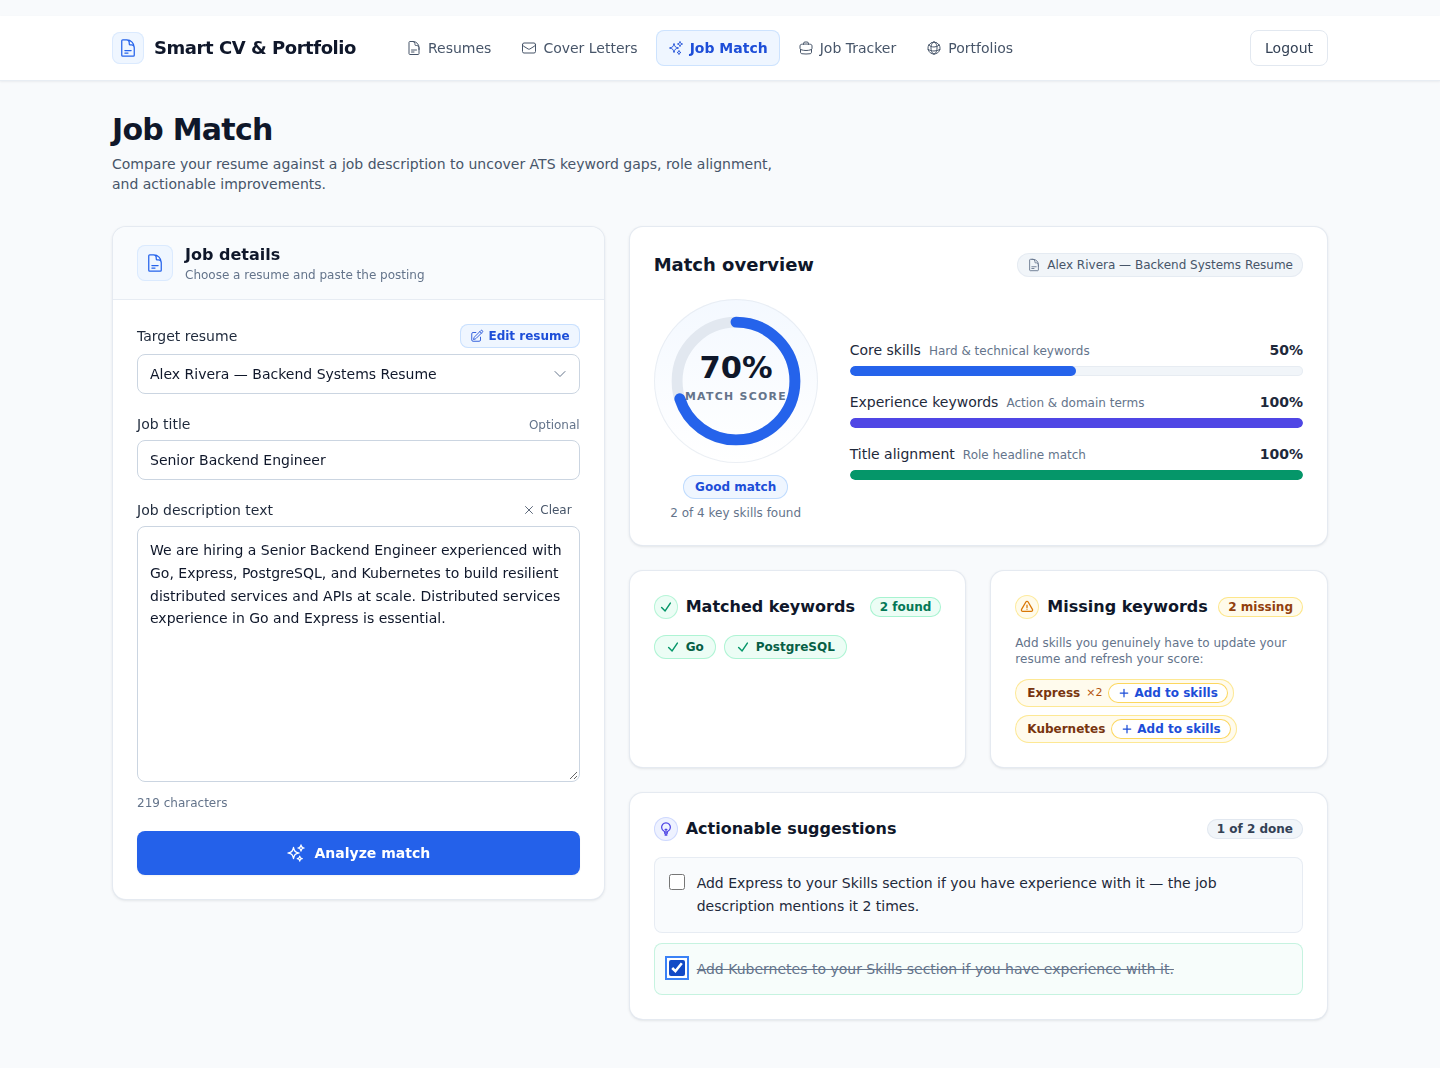 Smart CV & Portfolio
Resumes
Cover Letters
Job Match
Job Tracker
Portfolios
Logout
Job Match
Compare your resume against a job description to uncover ATS keyword gaps, role alignment,
and actionable improvements.
Job details
Choose a resume and paste the posting
Target resume
Edit resume
Alex Rivera — Backend Systems Resume
Job title
Optional
Senior Backend Engineer
Job description text
Clear
We are hiring a Senior Backend Engineer experienced with
Go, Express, PostgreSQL, and Kubernetes to build resilient
distributed services and APIs at scale. Distributed services
experience in Go and Express is essential.
219 characters
Analyze match
Match overview
Alex Rivera — Backend Systems Resume
70%
MATCH SCORE
Good match
2 of 4 key skills found
Core skills Hard & technical keywords 50%
Experience keywords Action & domain terms 100%
Title alignment Role headline match 100%
Matched keywords
2 found
Go
PostgreSQL
Missing keywords
2 missing
Add skills you genuinely have to update your
resume and refresh your score:
Express ×2 + Add to skills
Kubernetes + Add to skills
Actionable suggestions
1 of 2 done
Add Express to your Skills section if you have experience with it — the job
description mentions it 2 times.
Add Kubernetes to your Skills section if you have experience with it.